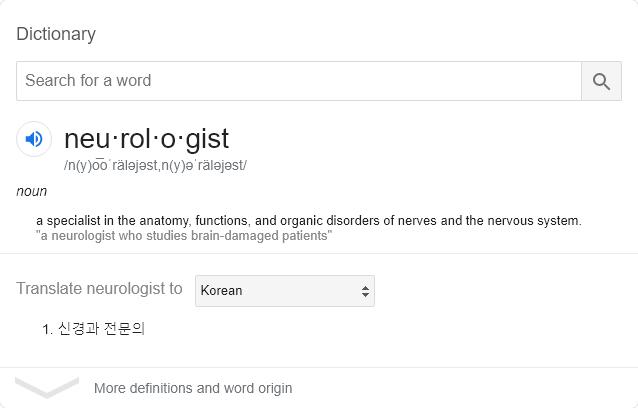 Dictionary
Search for a word
neu·rol·o·gist
/n(y)o͞oˈräləjəst,n(y)əˈräləjəst/
noun
a specialist in the anatomy, functions, and organic disorders of nerves and the nervous system.
"a neurologist who studies brain-damaged patients"
Translate neurologist to Korean
1. 신경과 전문의
More definitions and word origin